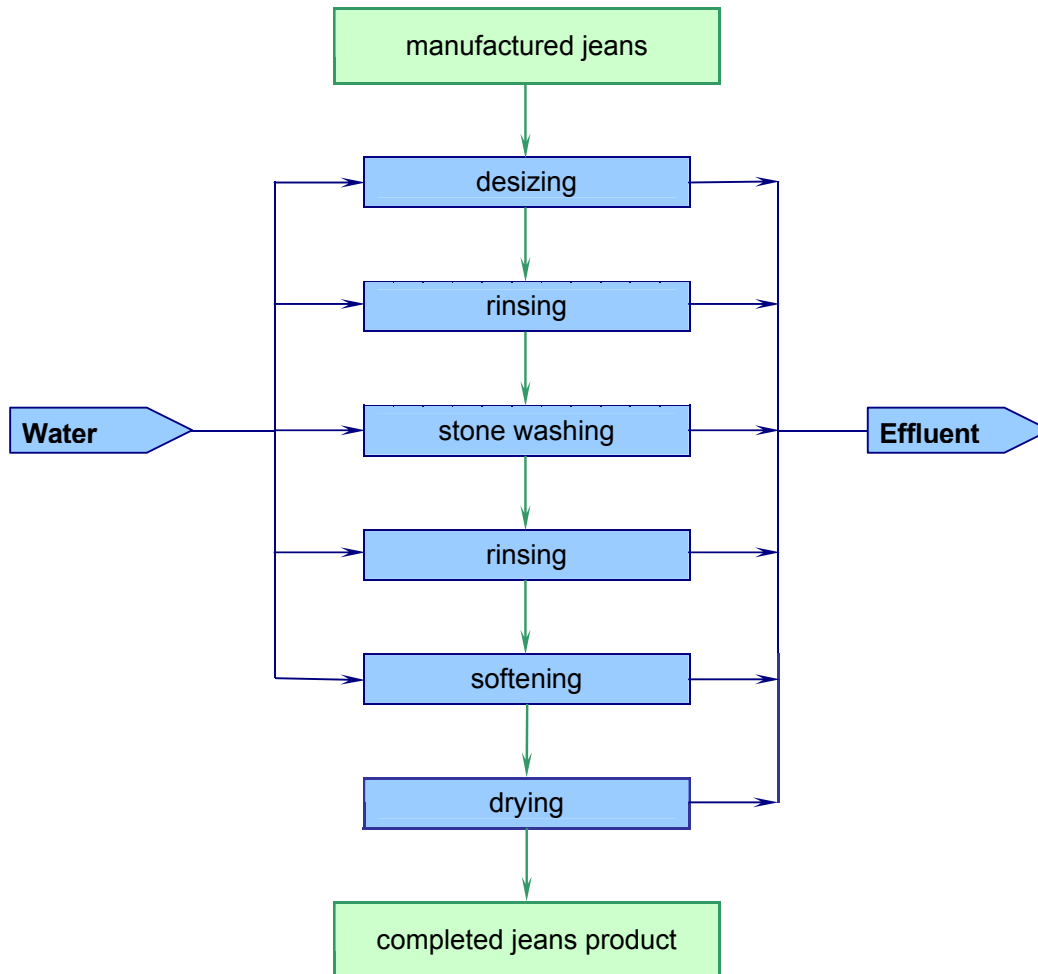 manufactured jeans
desizing
rinsing
Water
stone washing
Effluent
rinsing
softening
drying
completed jeans product